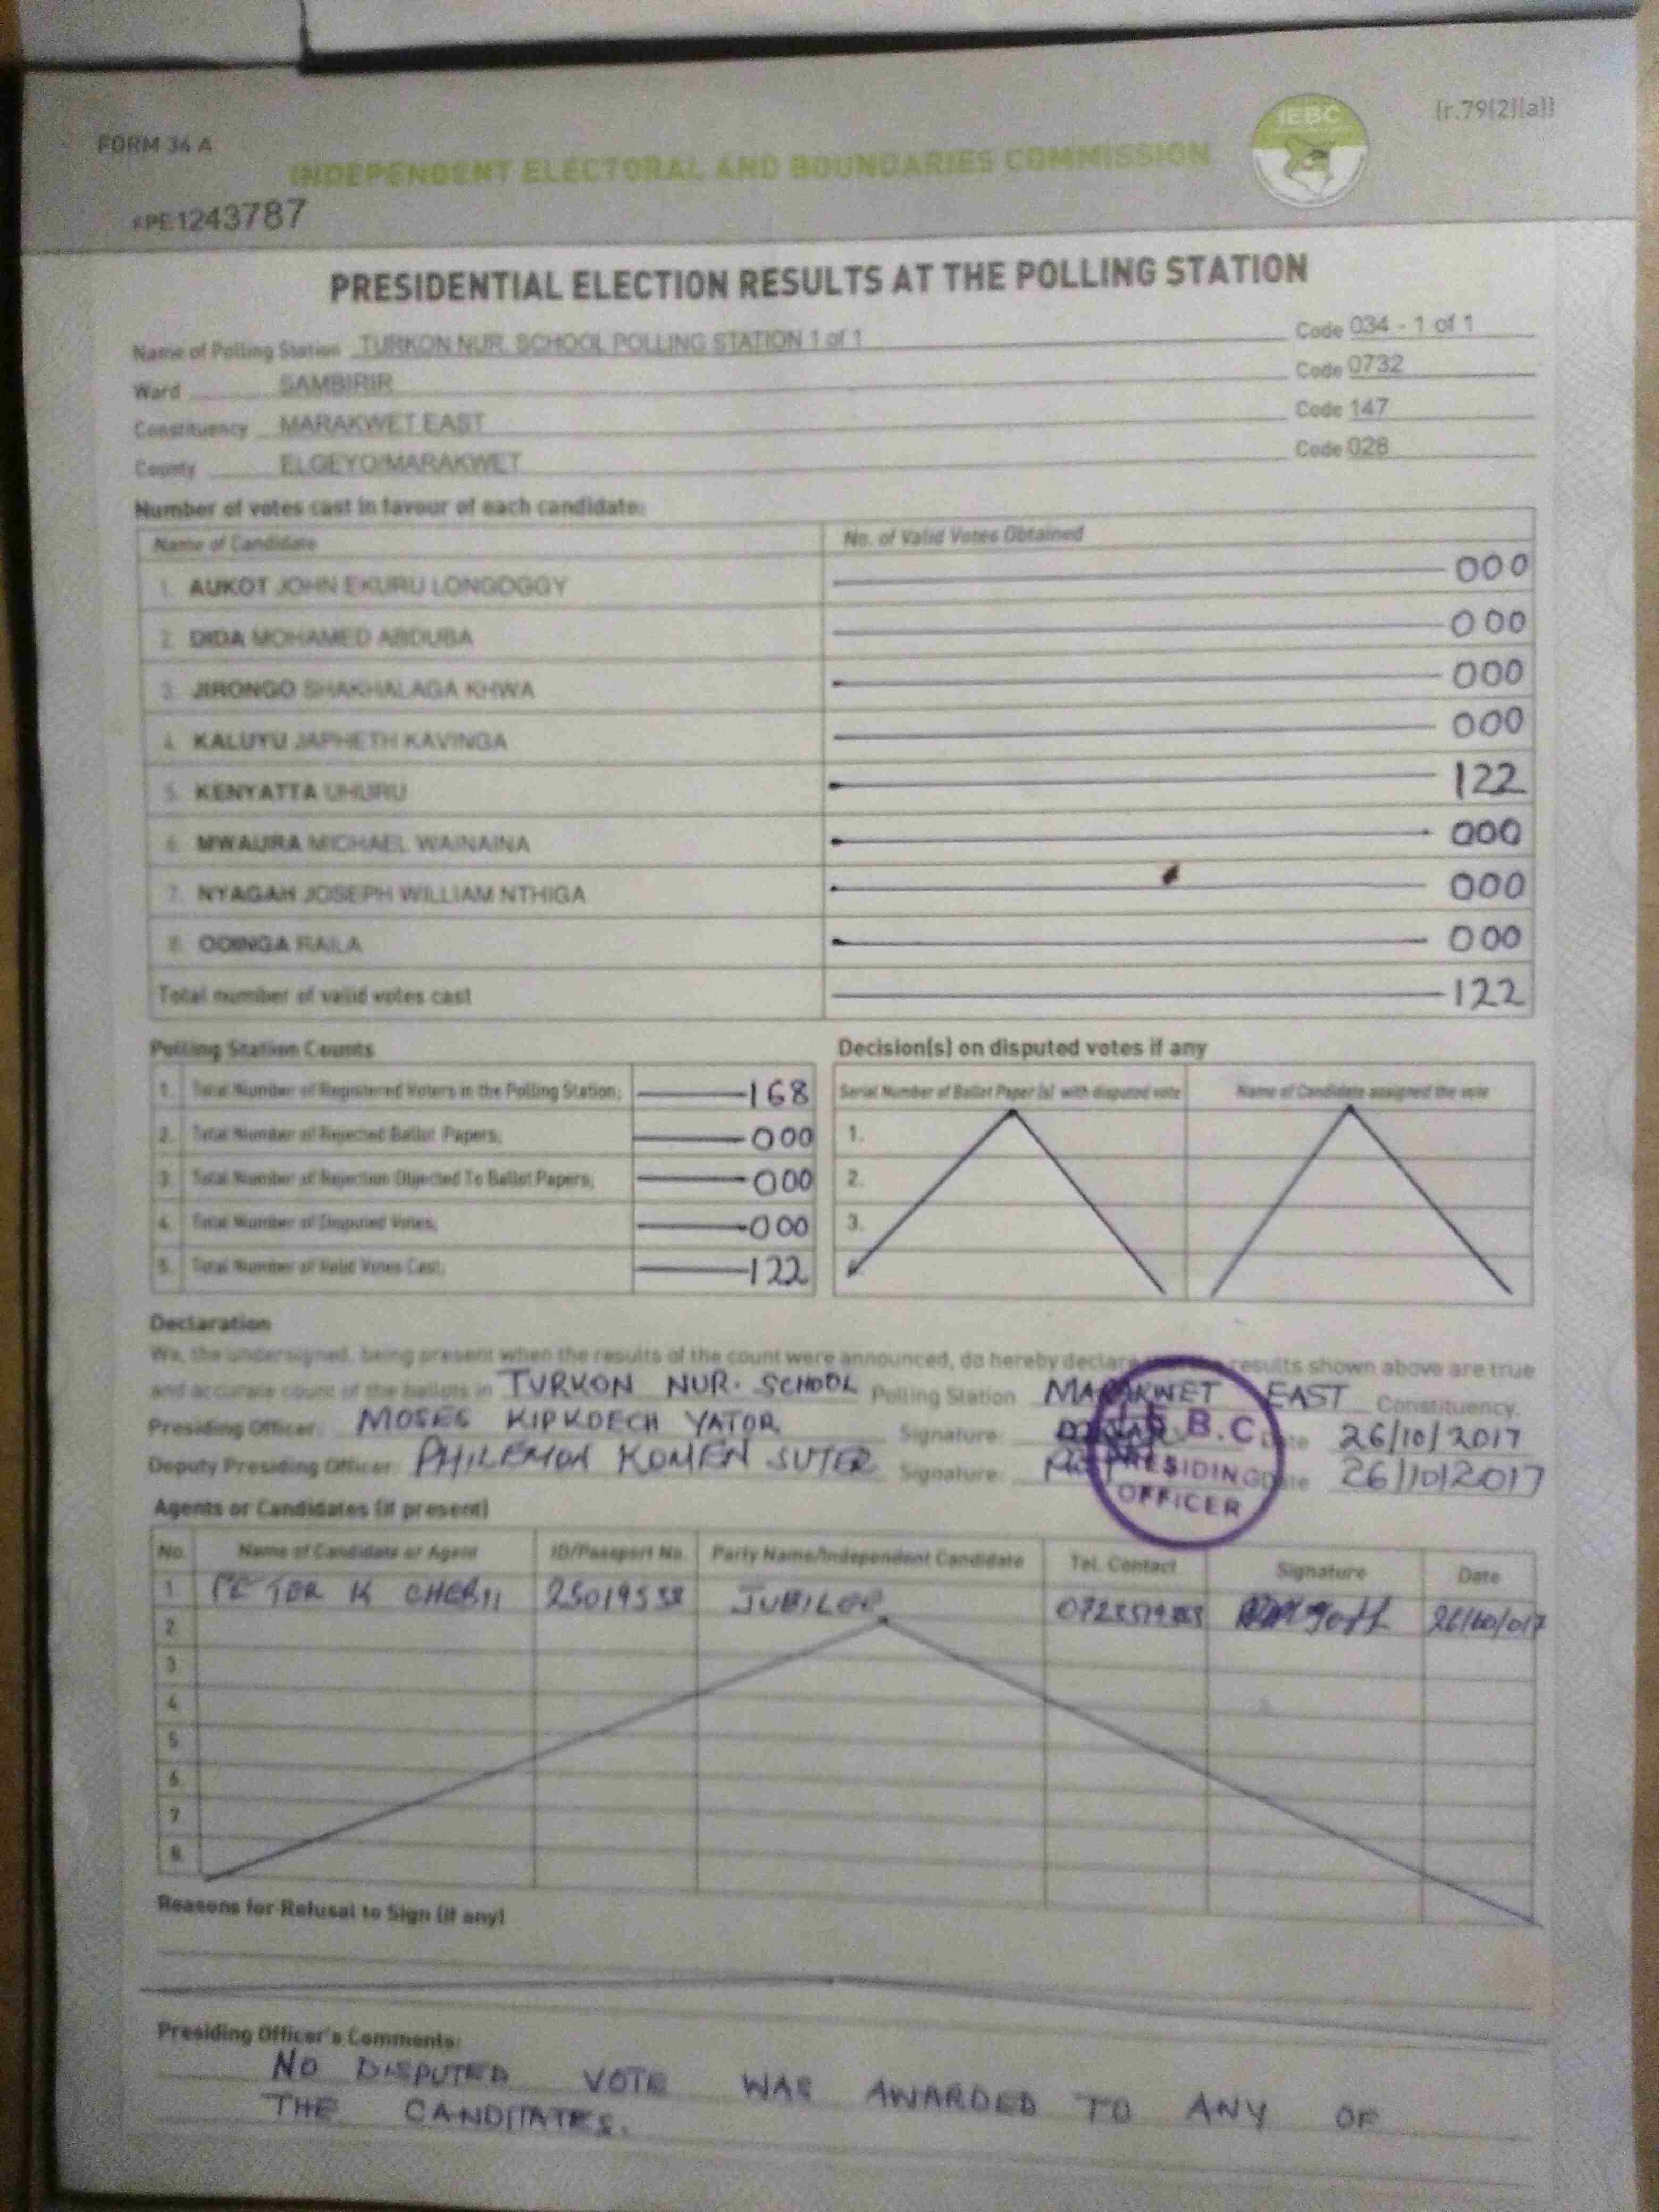 {r.79(2)(a)}
FORM 34 A
IEBC
INDEPENDENT ELECTORAL AND BOUNDARIES COMMISSION
PE1243787
PRESIDENTIAL ELECTION RESULTS AT THE POLLING STATION
Name of Polling Station TURKON NUR. SCHOOL POLLING STATION 1 of 1 Code 034 - 1 of 1
Ward SAMBIRIR Code 0732
Constituency MARAKWET EAST Code 147
County ELGEYO/MARAKWET Code 028
Number of votes cast in favour of each candidate:
Name of Candidate No. of Valid Votes Obtained
1. AUKOT JOHN EKURU LONGOGGY 000
2. DIDA MOHAMED ABDUBA 000
3. JIRONGO SHAKHALAGA KHWA 000
4. KALUYU JAPHETH KAVINGA 000
5. KENYATTA UHURU 122
6. MWAURA MICHAEL WAINAINA 000
7. NYAGAH JOSEPH WILLIAM NTHIGA 000
8. ODINGA RAILA 000
Total number of valid votes cast 122
Polling Station Counts
1. Total Number of Registered Voters in the Polling Station; 168
2. Total Number of Rejected Ballot Papers; 000
3. Total Number of Rejection Objected To Ballot Papers; 000
4. Total Number of Disputed Votes; 000
5. Total Number of Valid Votes Cast; 122
Decision(s) on disputed votes if any
Serial Number of Ballot Paper (s) with disputed vote Name of Candidate assigned the vote
1.
2.
3.
Declaration
We, the undersigned, being present when the results of the count were announced, do hereby declare that the results shown above are true
and accurate count of the ballots in TURKON NUR. SCHOOL Polling Station MARAKWET EAST Constituency.
Presiding Officer: MOSES KIPKOECH YATOR Signature: Date 26/10/2017
Deputy Presiding Officer: PHILEMON KOMEN SUTER Signature: Date 26/10/2017
I.E.B.C
PRESIDING
OFFICER
Agents or Candidates (if present)
No. Name of Candidate or Agent ID/Passport No. Party Name/Independent Candidate Tel. Contact Signature Date
1 PETER K JUBILEE 26/10/017
2
3
4
5
6
7
8
Reasons for Refusal to Sign (if any)
Presiding Officer's Comments:
NO DISPUTED VOTE WAS AWARDED TO ANY OF
THE CANDITATES.